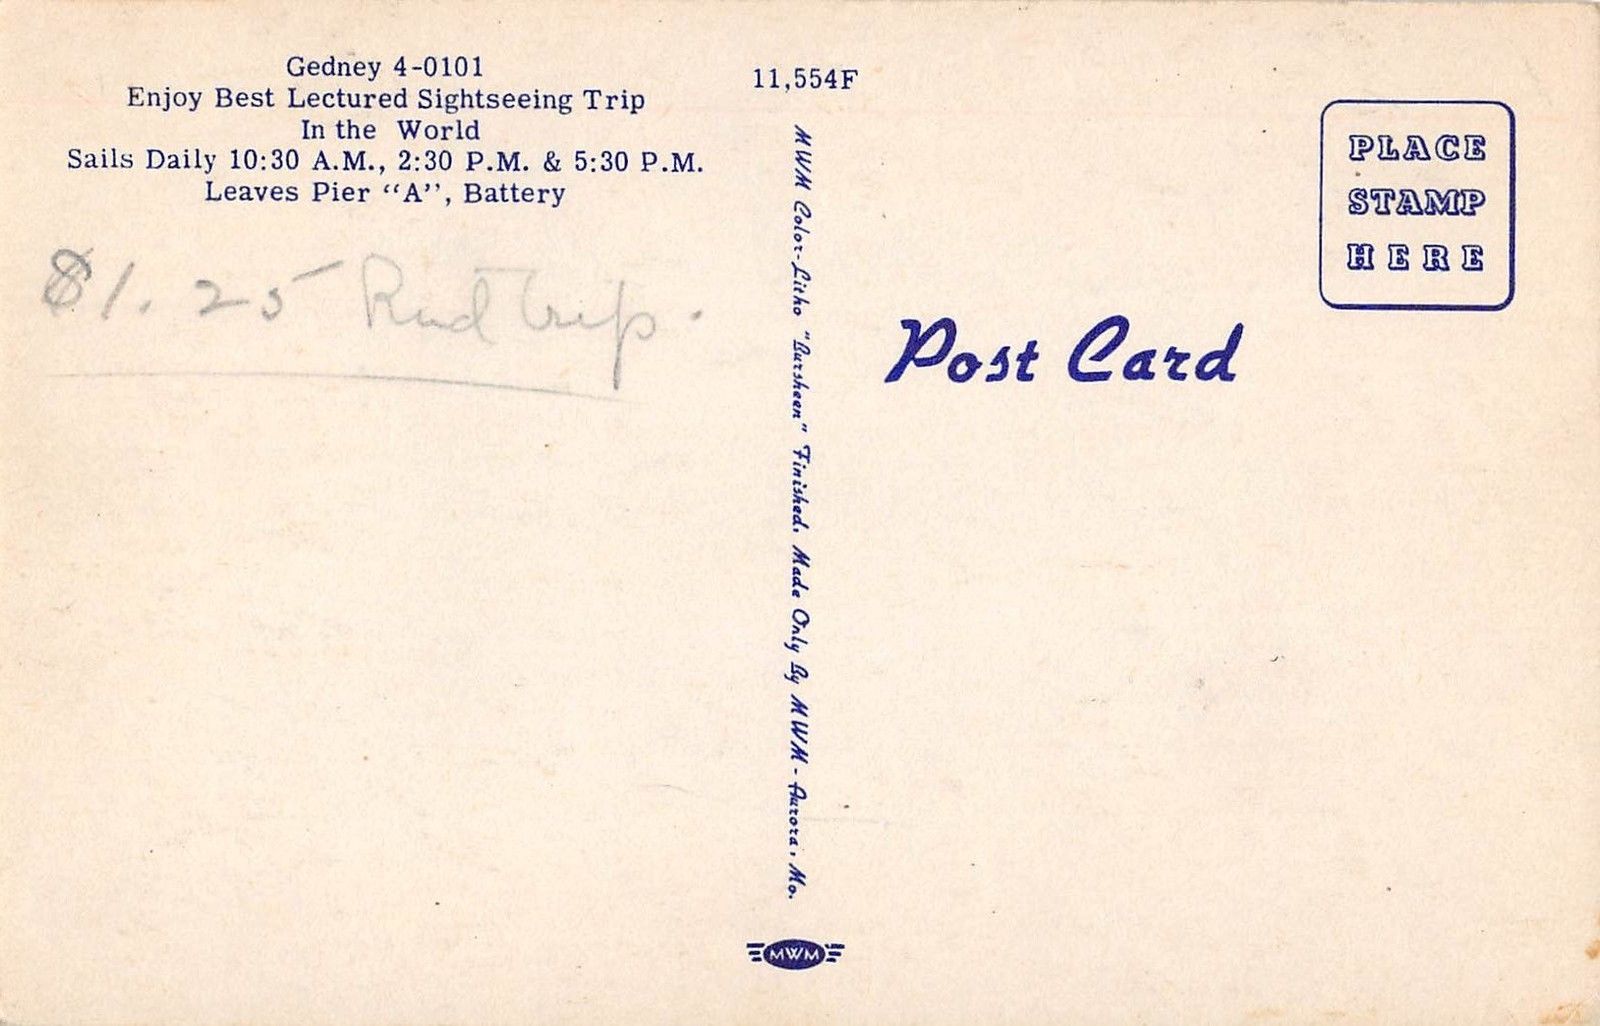 Gedney 4-0101
Enjoy Best Lectured Sightseeing Trip
In the World
Sails Daily 10:30 A.M., 2:30 P.M. & 5:30 P.M.
Leaves Pier “A”, Battery
$1.25 Rnd trip.
11,554F
MWM Color-Litho "Bursheen" Finished. Made Only By MWM - Aurora, Mo.
MWM
PLACE
STAMP
HERE
Post Card